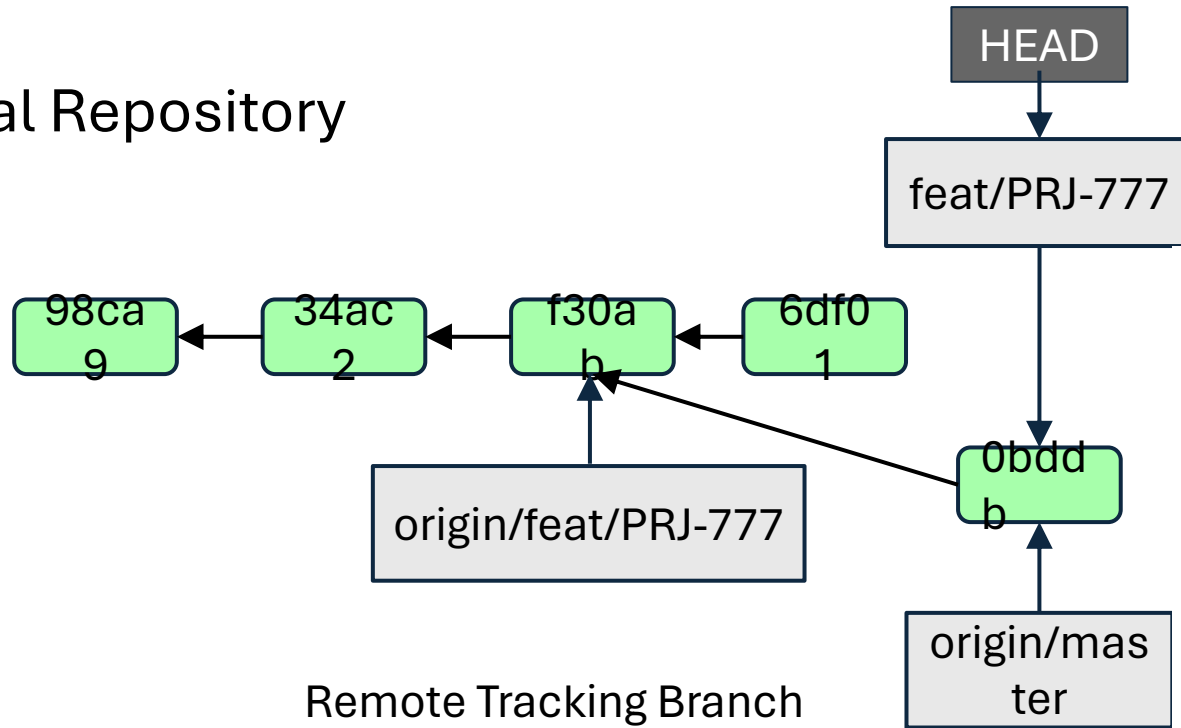 HEAD
al Repository
feat/PRJ-777
98ca
9
34ac
2
f30a
b
6df0
1
0bdd
b
origin/feat/PRJ-777
origin/mas
ter
Remote Tracking Branch